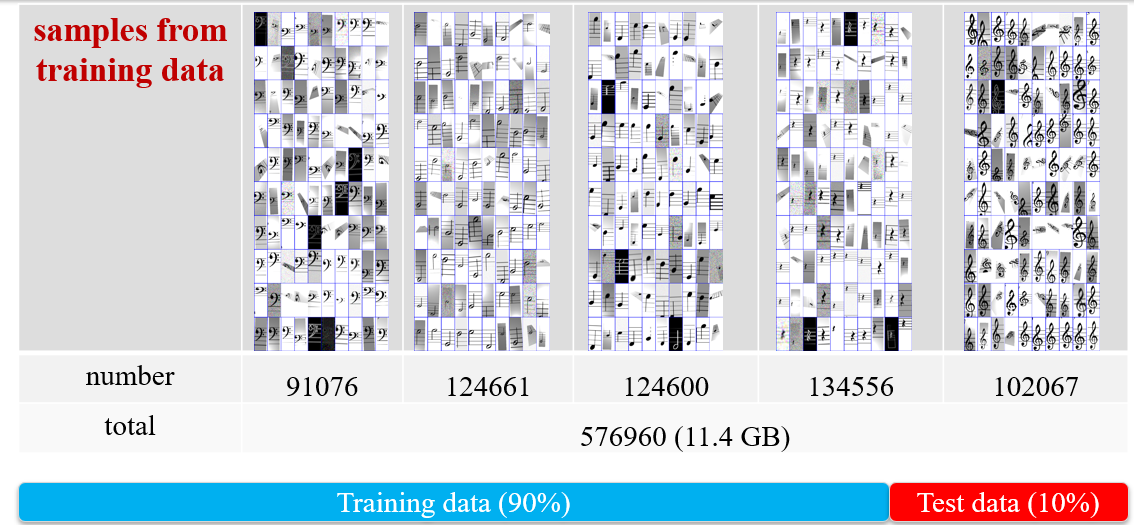 samples from
training data
number
91076
124661
124600
134556
102067
total
576960 (11.4 GB)
Training data (90%)
Test data (10%)